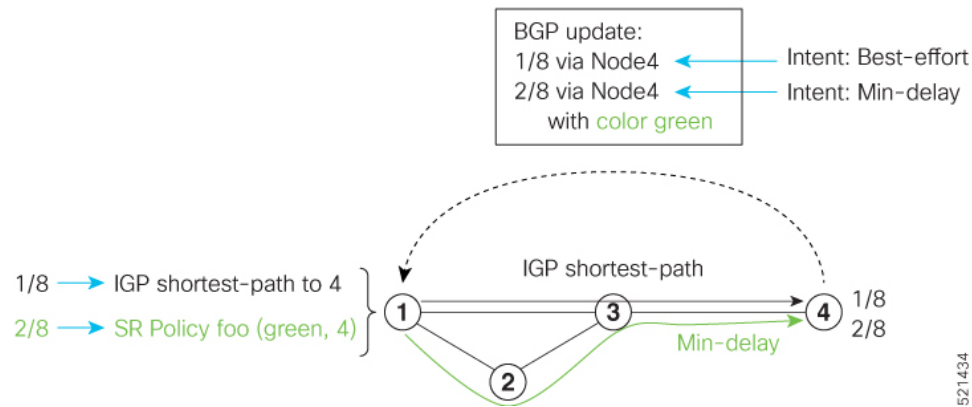 BGP update:
1/8 via Node4
Intent: Best-effort
2/8 via Node4
Intent: Min-delay
with color green
IGP shortest-path
1/8
IGP shortest-path to 4
2/8
SR Policy foo (green, 4)
1
3
4
1/8
2/8
Min-delay
2
521434